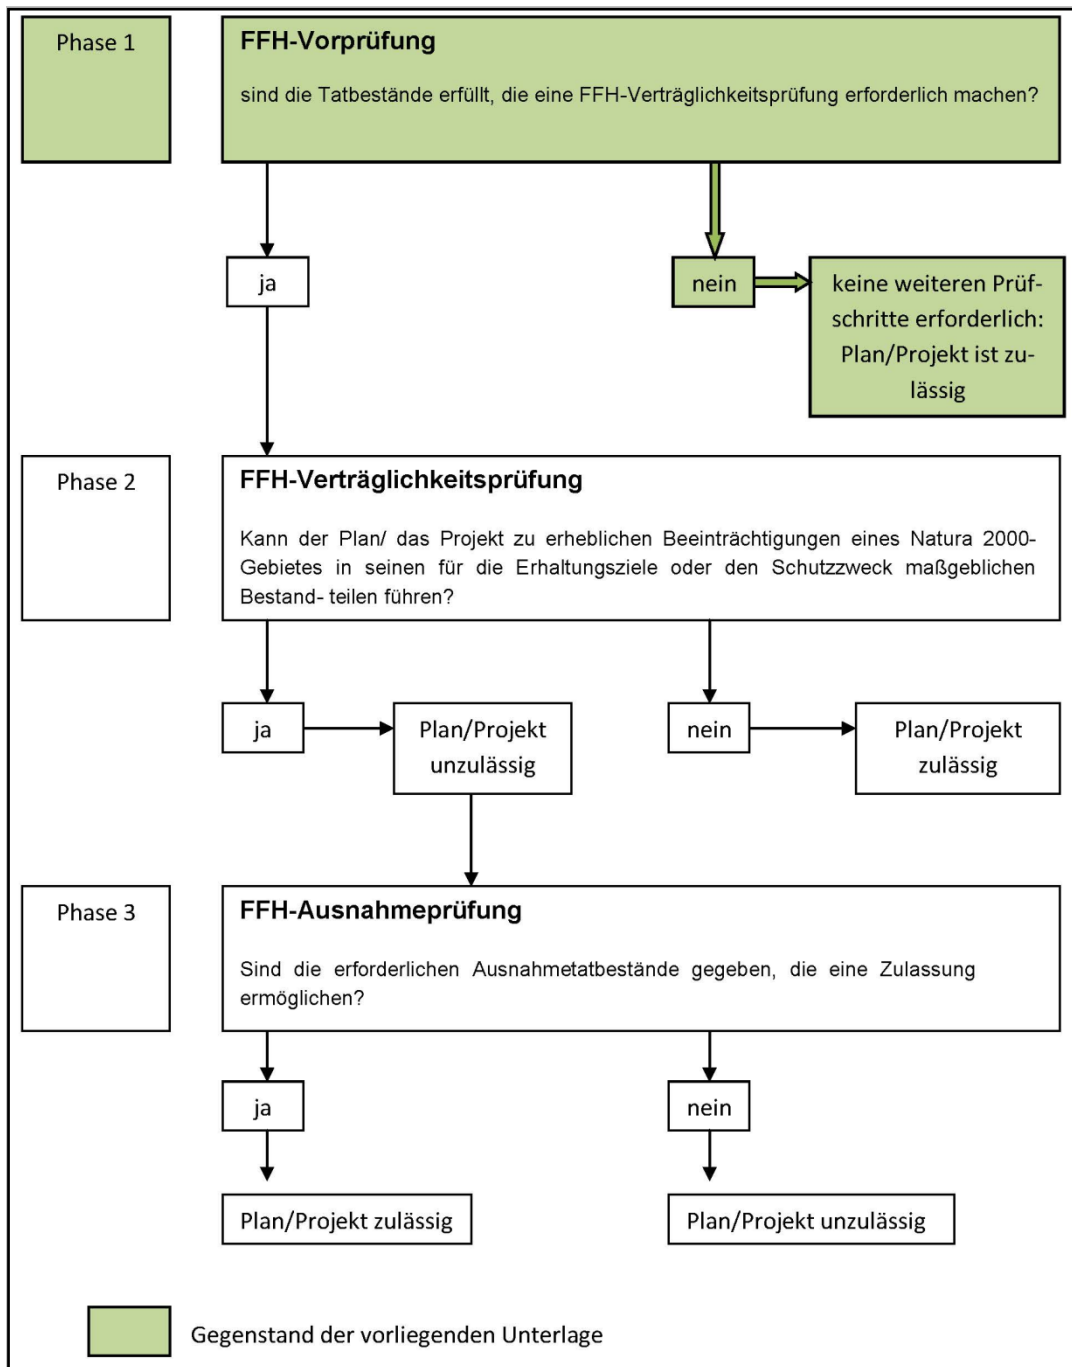 Phase 1
FFH-Vorprüfung
sind die Tatbestände erfüllt, die eine FFH-Verträglichkeitsprüfung erforderlich machen?
ja
nein
keine weiteren Prüf-
schritte erforderlich:
Plan/Projekt ist zu-
lässig
Phase 2
FFH-Verträglichkeitsprüfung
Kann der Plan/ das Projekt zu erheblichen Beeinträchtigungen eines Natura 2000-
Gebietes in seinen für die Erhaltungsziele oder den Schutzzweck maßgeblichen
Bestand- teilen führen?
ja
Plan/Projekt
unzulässig
nein
Plan/Projekt
zulässig
Phase 3
FFH-Ausnahmeprüfung
Sind die erforderlichen Ausnahmetatbestände gegeben, die eine Zulassung
ermöglichen?
ja
nein
Plan/Projekt zulässig
Plan/Projekt unzulässig
Gegenstand der vorliegenden Unterlage